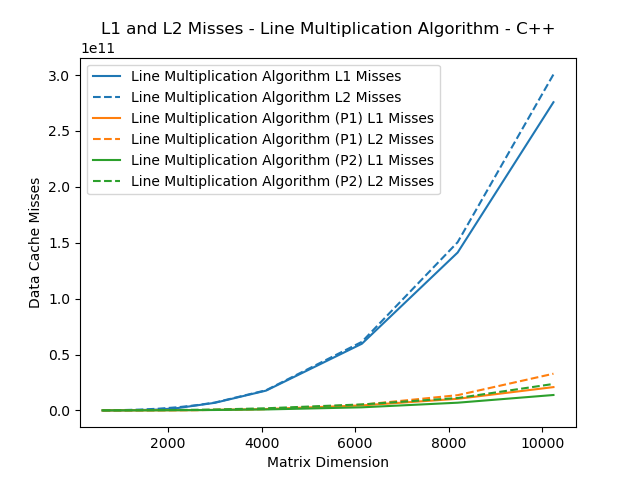 L1 and L2 Misses - Line Multiplication Algorithm - C++
1e11
Line Multiplication Algorithm L1 Misses
Line Multiplication Algorithm L2 Misses
Line Multiplication Algorithm (P1) L1 Misses
Line Multiplication Algorithm (P1) L2 Misses
Line Multiplication Algorithm (P2) L1 Misses
Line Multiplication Algorithm (P2) L2 Misses
3.0
2.5
2.0
1.5
1.0
0.5
0.0
Data Cache Misses
2000 4000 6000 8000 10000
Matrix Dimension